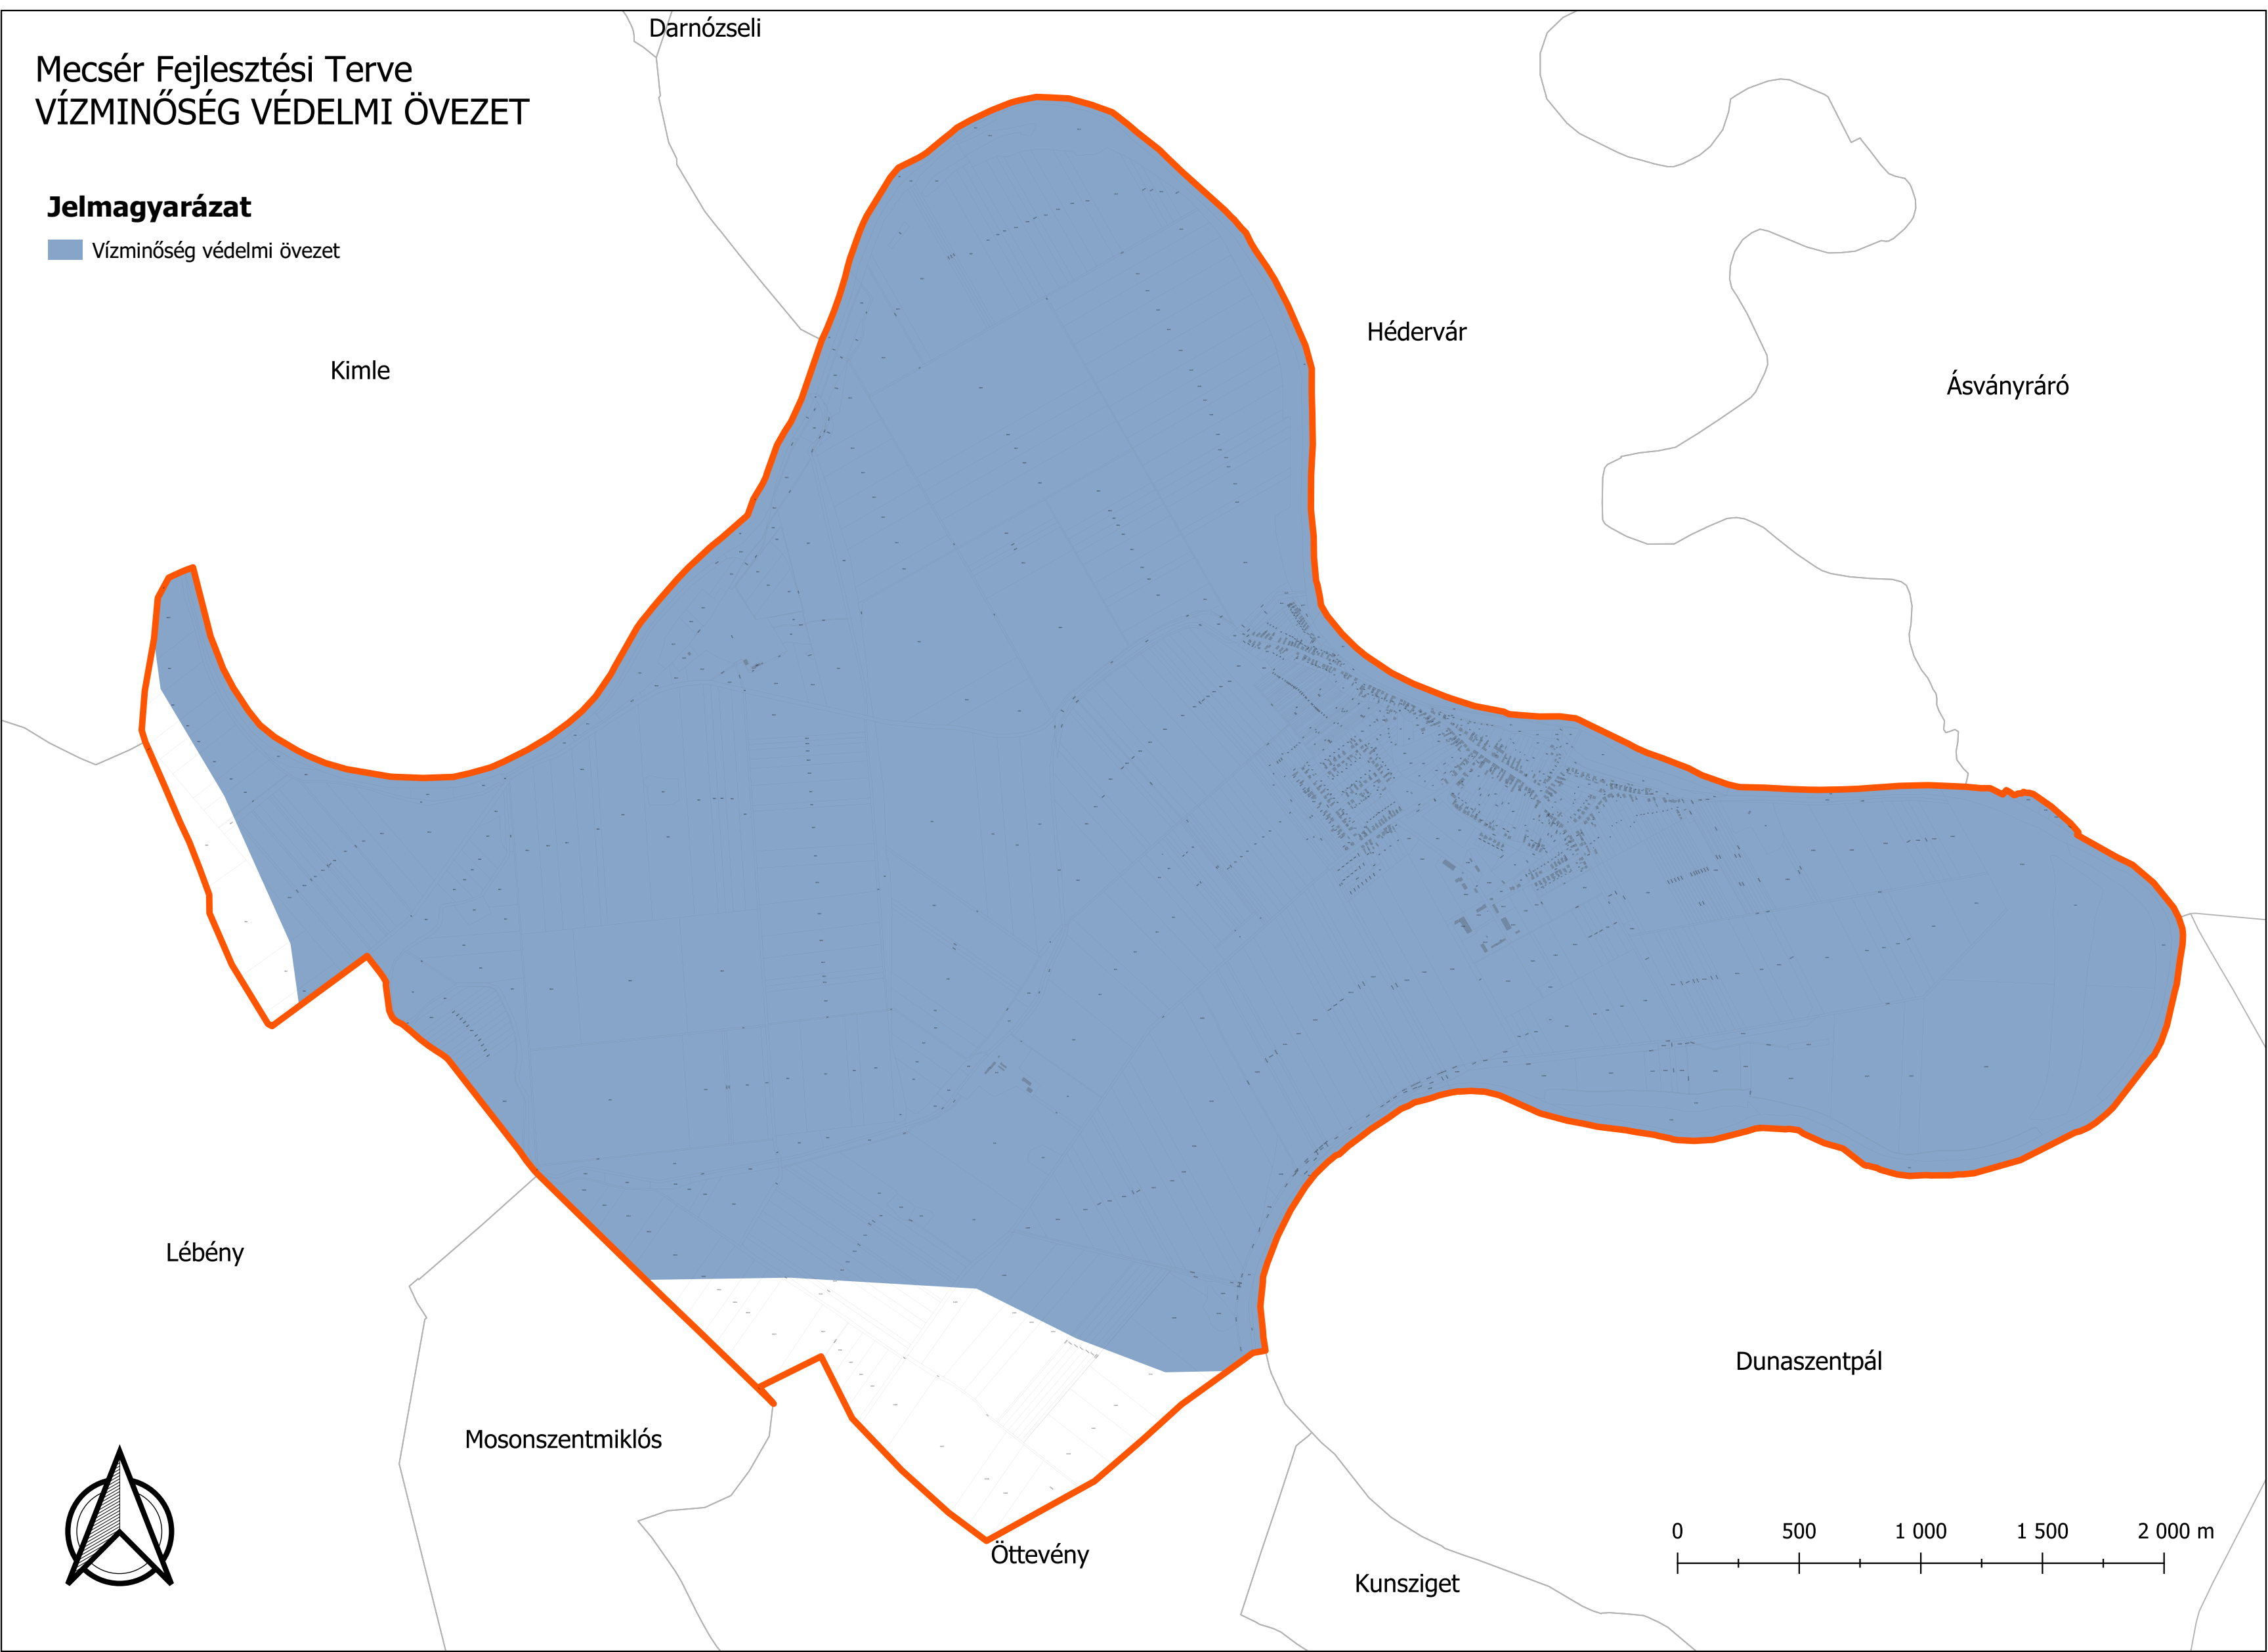 Darnózseli
Mecsér Fejlesztési Terve
VÍZMINŐSÉG VÉDELMI ÖVEZET
Jelmagyarázat
Vízminőség védelmi övezet
Hédervár
Kimle
Ásványráró
Lébény
Dunaszentpál
Mosonszentmiklós
0 500 1 000 1 500 2 000 m
Öttevény
Kunsziget